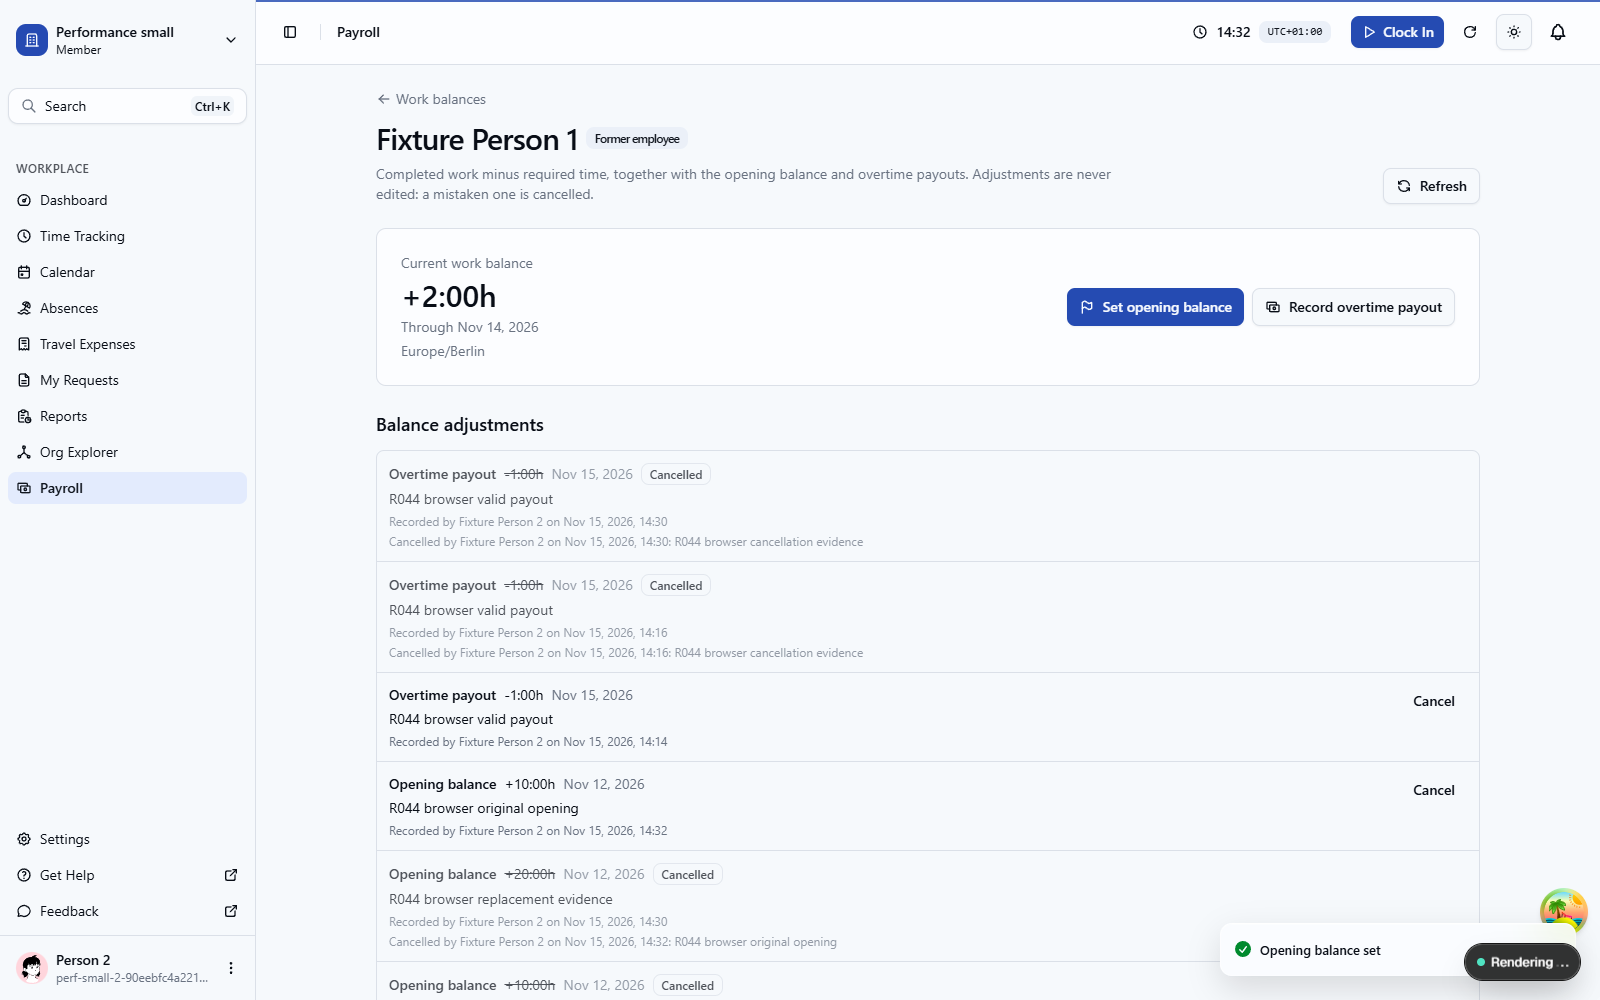 Performance small
Member
Search
Ctrl+K
WORKPLACE
Dashboard
Time Tracking
Calendar
Absences
Travel Expenses
My Requests
Reports
Org Explorer
Payroll
Settings
Get Help
Feedback
Person 2
perf-small-2-90eebfc4a221...
Payroll
14:32 UTC+01:00
Clock In
Work balances
Fixture Person 1 Former employee
Completed work minus required time, together with the opening balance and overtime payouts. Adjustments are never
edited: a mistaken one is cancelled.
Refresh
Current work balance
+2:00h
Through Nov 14, 2026
Europe/Berlin
Set opening balance
Record overtime payout
Balance adjustments
Overtime payout -1:00h Nov 15, 2026 Cancelled
R044 browser valid payout
Recorded by Fixture Person 2 on Nov 15, 2026, 14:30
Cancelled by Fixture Person 2 on Nov 15, 2026, 14:30: R044 browser cancellation evidence
Overtime payout -1:00h Nov 15, 2026 Cancelled
R044 browser valid payout
Recorded by Fixture Person 2 on Nov 15, 2026, 14:16
Cancelled by Fixture Person 2 on Nov 15, 2026, 14:16: R044 browser cancellation evidence
Overtime payout -1:00h Nov 15, 2026
Cancel
R044 browser valid payout
Recorded by Fixture Person 2 on Nov 15, 2026, 14:14
Opening balance +10:00h Nov 12, 2026
Cancel
R044 browser original opening
Recorded by Fixture Person 2 on Nov 15, 2026, 14:32
Opening balance +20:00h Nov 12, 2026 Cancelled
R044 browser replacement evidence
Recorded by Fixture Person 2 on Nov 15, 2026, 14:30
Cancelled by Fixture Person 2 on Nov 15, 2026, 14:32: R044 browser original opening
Opening balance +10:00h Nov 12, 2026 Cancelled
Opening balance set
Rendering ...